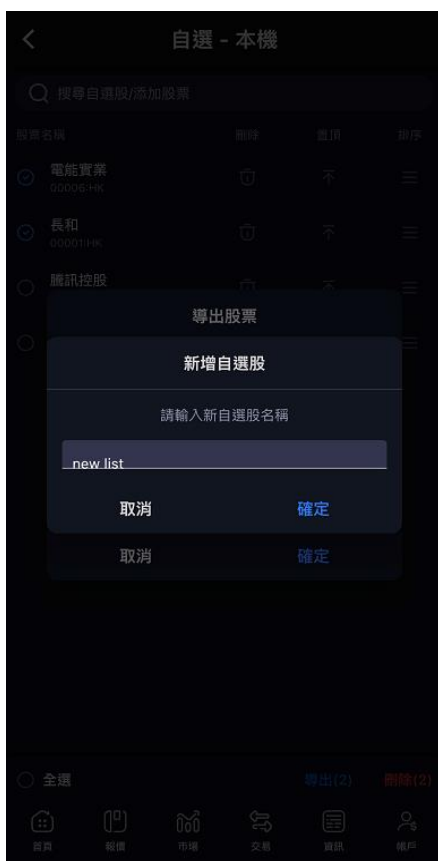 自選 - 本機
搜尋自選股/添加股票
股票名稱 刪除 置頂 排序
電能實業
00006:HK
長和
00001:HK
騰訊控股
導出股票
新增自選股
請輸入新自選股名稱
new list
取消 確定
取消 確定
全選 導出(2) 刪除(2)
首頁 報價 市場 交易 資訊 帳戶